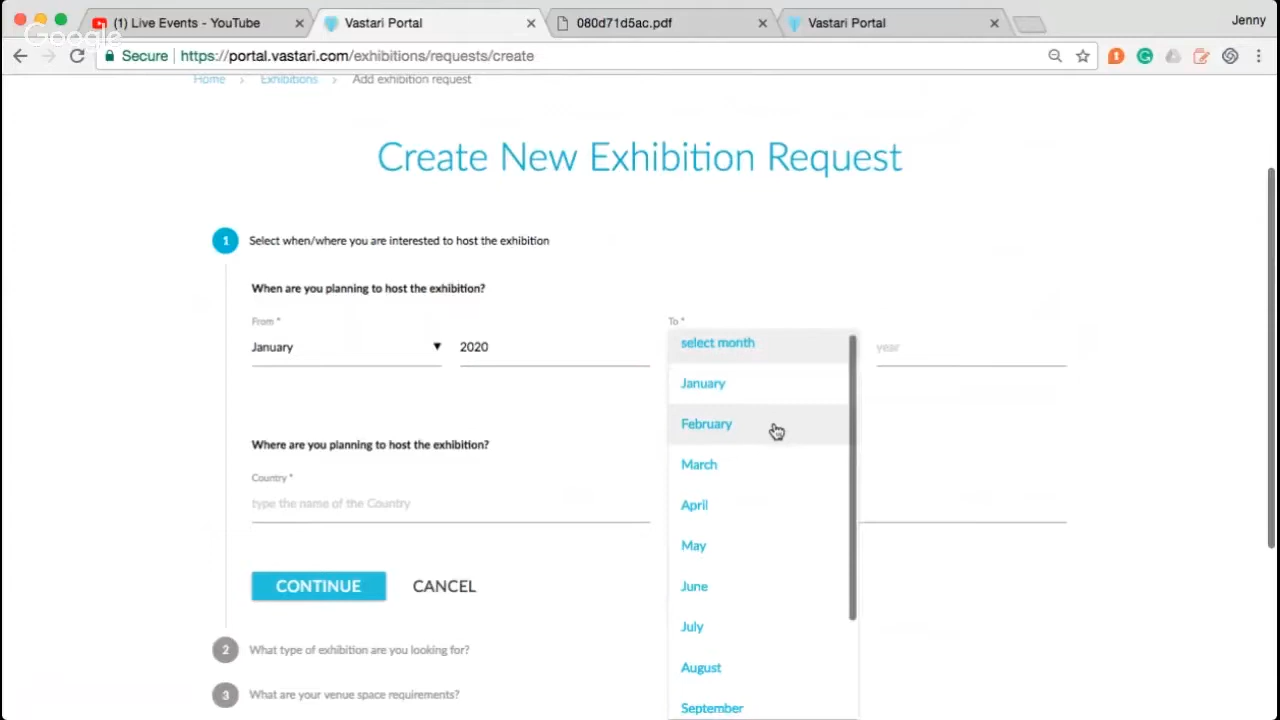 (1) Live Events - YouTube
Vastari Portal
080d71d5ac.pdf
Vastari Portal
Jenny
Google
Secure
https://portal.vastari.com/exhibitions/requests/create
Home > Exhibitions > Add exhibition request
Create New Exhibition Request
1 Select when/where you are interested to host the exhibition
When are you planning to host the exhibition?
From *
To *
January
2020
select month
year
January
February
March
April
May
June
July
August
September
Where are you planning to host the exhibition?
Country *
type the name of the Country
CONTINUE
CANCEL
2 What type of exhibition are you looking for?
3 What are your venue space requirements?